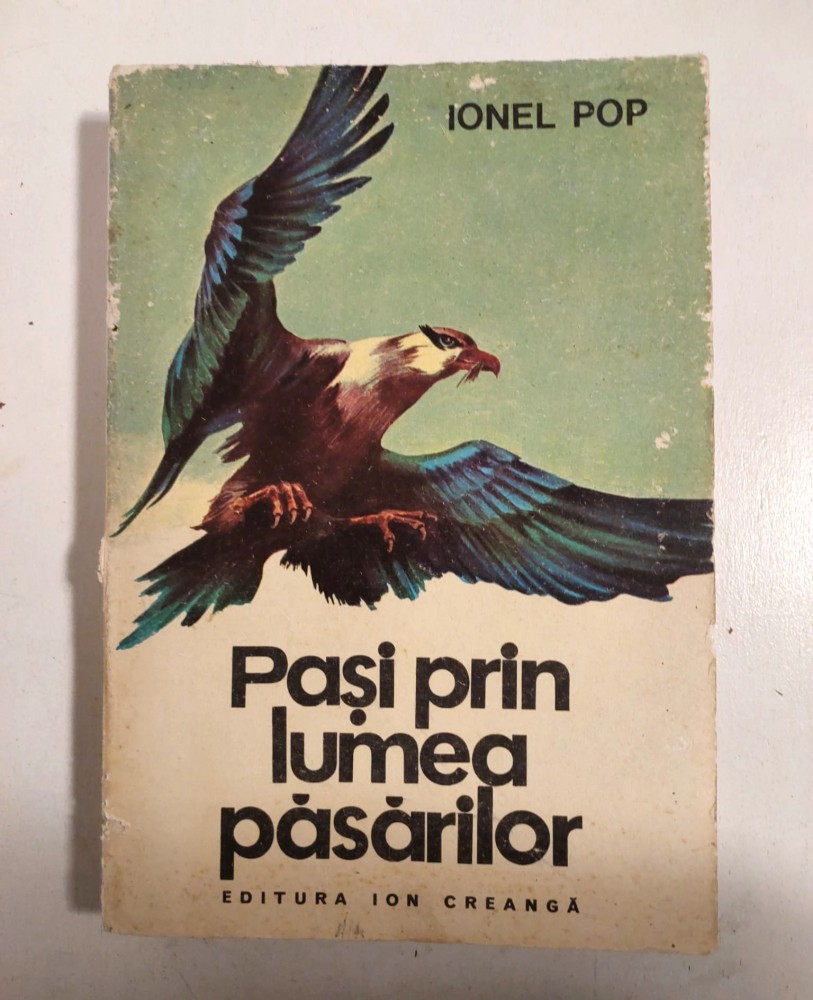 IONEL POP
Pași prin
lumea
păsărilor
EDITURA ION CREANGĂ